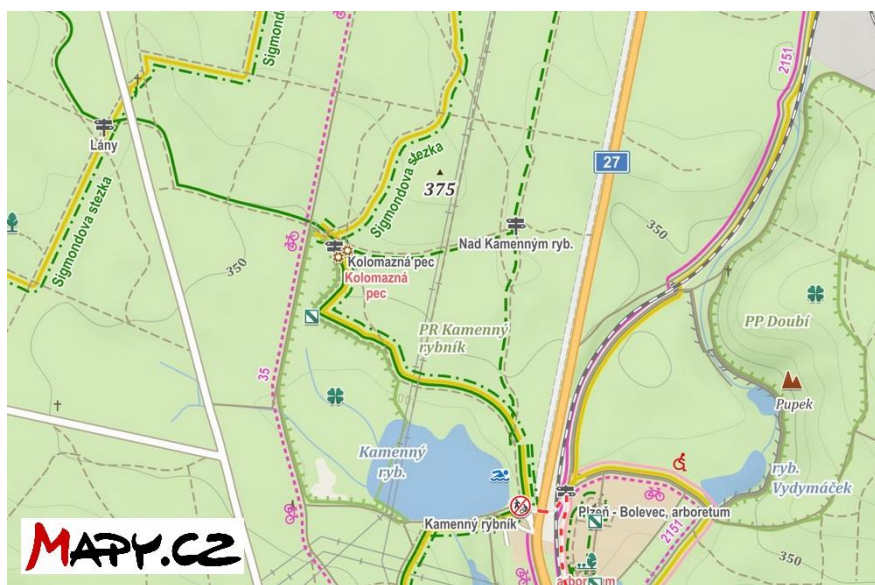 Sigmondova
stezka
2151
Lány
Sigmondova stezka
27
375
Sigmondova stezka
Nad Kamenným ryb.
350
350
Kolomazná pec
Kolomazná
pec
PR Kamenný
rybník
PP Doubí
35
Pupek
Kamenný
ryb.
ryb.
Vydymáček
Plzeň - Bolevec, arboretum
Kamenný rybník
2151
350
MAPY.CZ